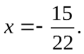 x = - 15/22.